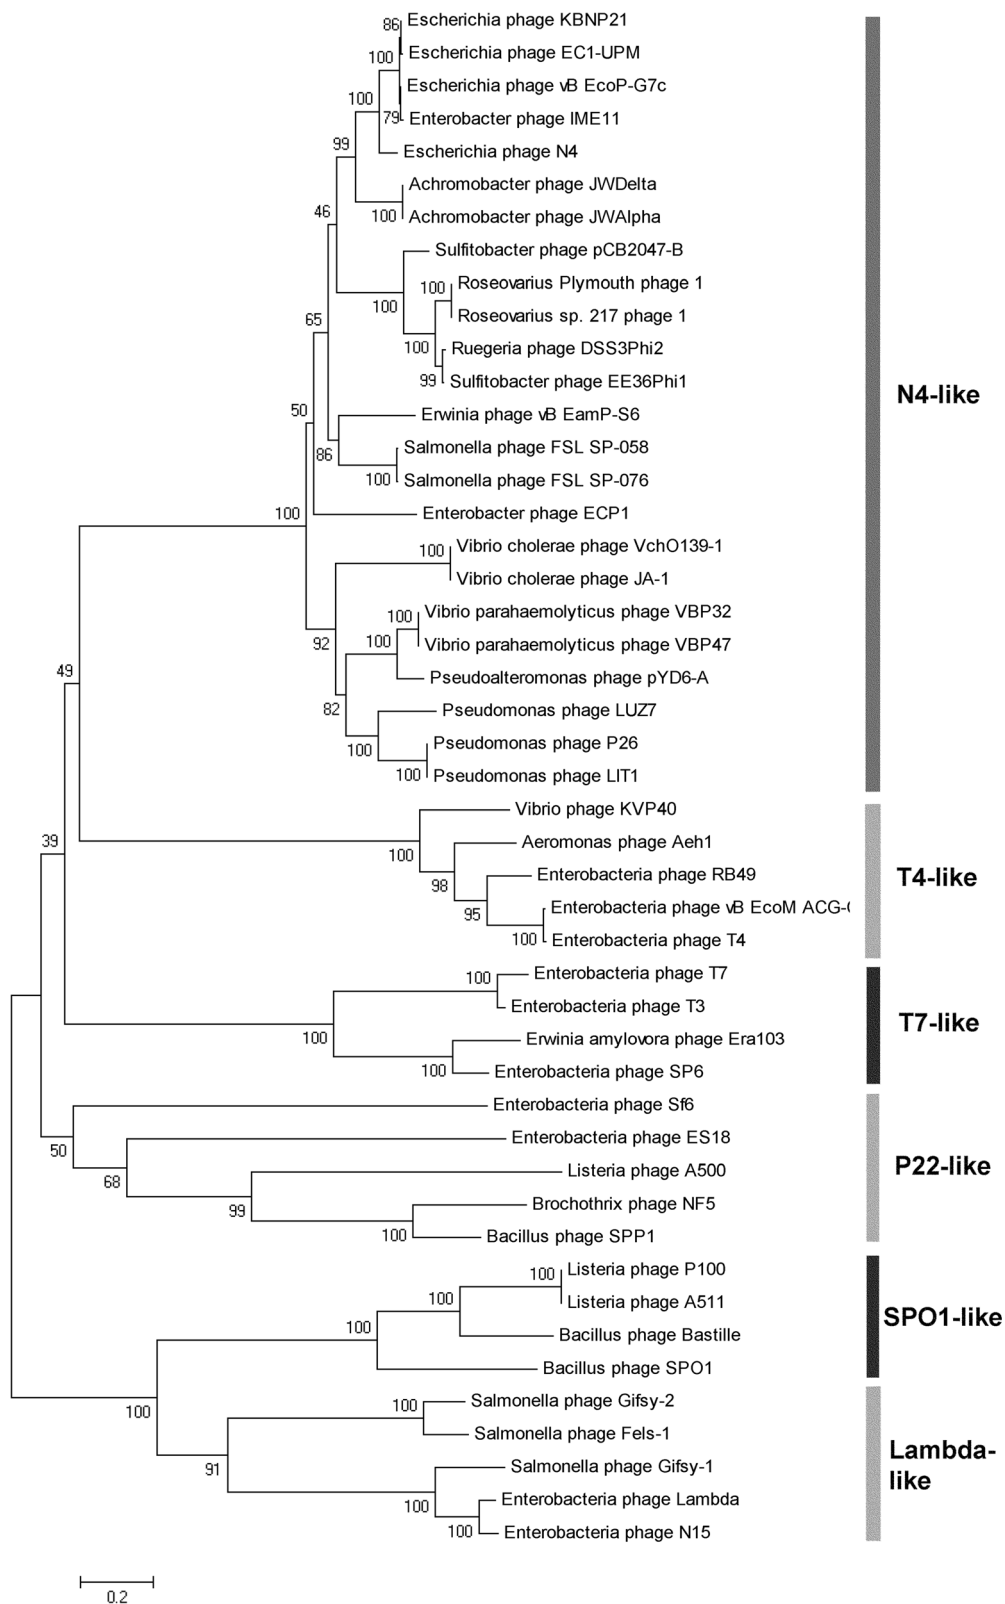 86
Escherichia phage KBNP21
Escherichia phage EC1-UPM
100
Escherichia phage vB EcoP-G7c
100
79
Enterobacter phage IME11
99
Escherichia phage N4
Achromobacter phage JWDelta
46
100
Achromobacter phage JWAlpha
Sulfitobacter phage pCB2047-B
100
Roseovarius Plymouth phage 1
100
65
Roseovarius sp. 217 phage 1
100
Ruegeria phage DSS3Phi2
99
Sulfitobacter phage EE36Phi1
N4-like
50
Erwinia phage vB EamP-S6
86
Salmonella phage FSL SP-058
100
Salmonella phage FSL SP-076
100
Enterobacter phage ECP1
100
Vibrio cholerae phage VchO139-1
Vibrio cholerae phage JA-1
100
Vibrio parahaemolyticus phage VBP32
92
100
Vibrio parahaemolyticus phage VBP47
49
Pseudoalteromonas phage pYD6-A
82
Pseudomonas phage LUZ7
100
Pseudomonas phage P26
100
Pseudomonas phage LIT1
Vibrio phage KVP40
39
100
Aeromonas phage Aeh1
98
Enterobacteria phage RB49
T4-like
95
Enterobacteria phage vB EcoM ACG-
100
Enterobacteria phage T4
100
Enterobacteria phage T7
Enterobacteria phage T3
T7-like
100
Erwinia amylovora phage Era103
100
Enterobacteria phage SP6
Enterobacteria phage Sf6
50
Enterobacteria phage ES18
68
Listeria phage A500
P22-like
99
Brochothrix phage NF5
100
Bacillus phage SPP1
100
Listeria phage P100
100
Listeria phage A511
SPO1-like
100
Bacillus phage Bastille
Bacillus phage SPO1
100
100
Salmonella phage Gifsy-2
Salmonella phage Fels-1
Lambda-
like
91
Salmonella phage Gifsy-1
100
Enterobacteria phage Lambda
100
Enterobacteria phage N15
0.2